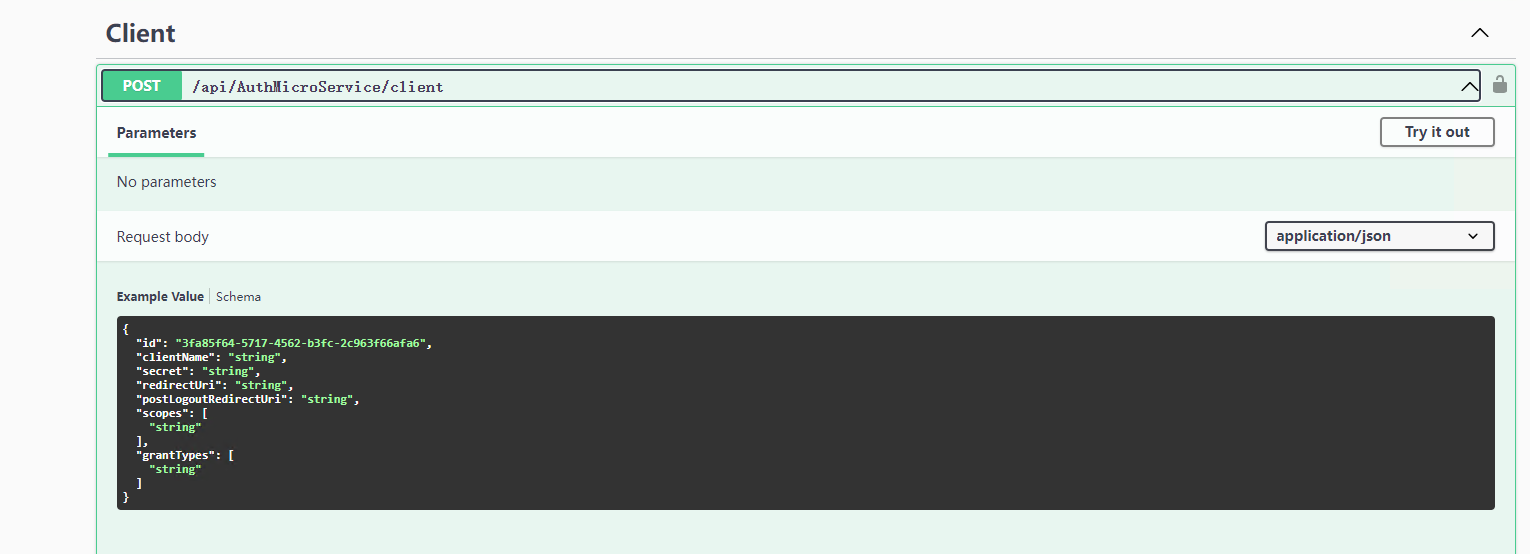 Client
POST /api/AuthMicroService/client
Parameters Try it out
No parameters
Request body application/json
Example Value Schema
{
  "id": "3fa85f64-5717-4562-b3fc-2c963f66afa6",
  "clientName": "string",
  "secret": "string",
  "redirectUri": "string",
  "postLogoutRedirectUri": "string",
  "scopes": [
    "string"
  ],
  "grantTypes": [
    "string"
  ]
}